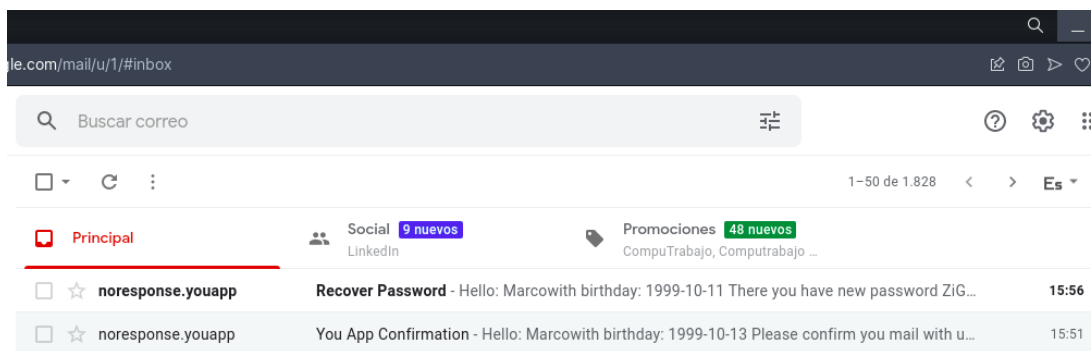 gle.com/mail/u/1/#inbox
Buscar correo
1–50 de 1.828 Es
Principal Social 9 nuevos Promociones 48 nuevos
LinkedIn CompuTrabajo, Computrabajo ...
noresponse.youapp Recover Password - Hello: Marcowith birthday: 1999-10-11 There you have new password ZiG... 15:56
noresponse.youapp You App Confirmation - Hello: Marcowith birthday: 1999-10-13 Please confirm you mail with u... 15:51